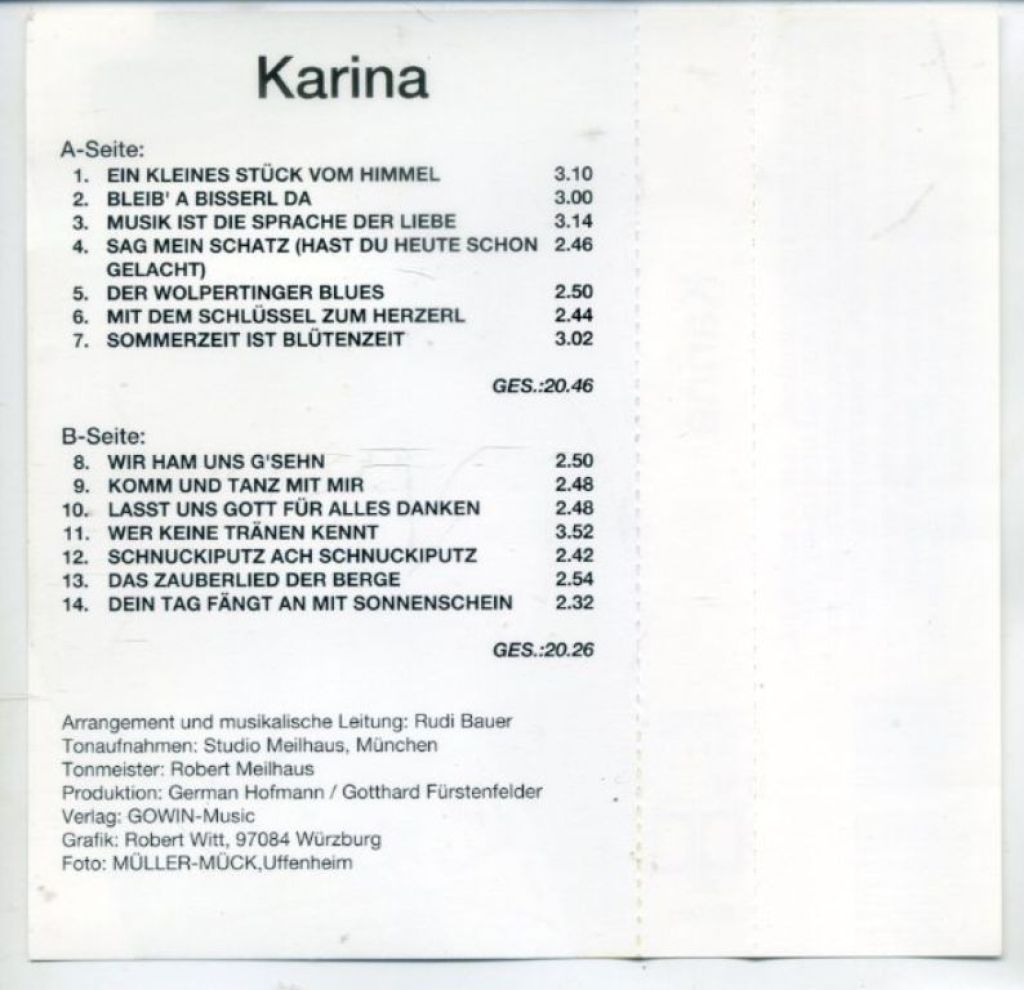 Karina
A-Seite:
1. EIN KLEINES STÜCK VOM HIMMEL 3.10
2. BLEIB' A BISSERL DA 3.00
3. MUSIK IST DIE SPRACHE DER LIEBE 3.14
4. SAG MEIN SCHATZ (HAST DU HEUTE SCHON 2.46
GELACHT)
5. DER WOLPERTINGER BLUES 2.50
6. MIT DEM SCHLÜSSEL ZUM HERZERL 2.44
7. SOMMERZEIT IST BLÜTENZEIT 3.02
GES.:20.46
B-Seite:
8. WIR HAM UNS G'SEHN 2.50
9. KOMM UND TANZ MIT MIR 2.48
10. LASST UNS GOTT FÜR ALLES DANKEN 2.48
11. WER KEINE TRÄNEN KENNT 3.52
12. SCHNUCKIPUTZ ACH SCHNUCKIPUTZ 2.42
13. DAS ZAUBERLIED DER BERGE 2.54
14. DEIN TAG FÄNGT AN MIT SONNENSCHEIN 2.32
GES.:20.26
Arrangement und musikalische Leitung: Rudi Bauer
Tonaufnahmen: Studio Meilhaus, München
Tonmeister: Robert Meilhaus
Produktion: German Hofmann / Gotthard Fürstenfelder
Verlag: GOWIN-Music
Grafik: Robert Witt, 97084 Würzburg
Foto: MÜLLER-MÜCK,Uffenheim